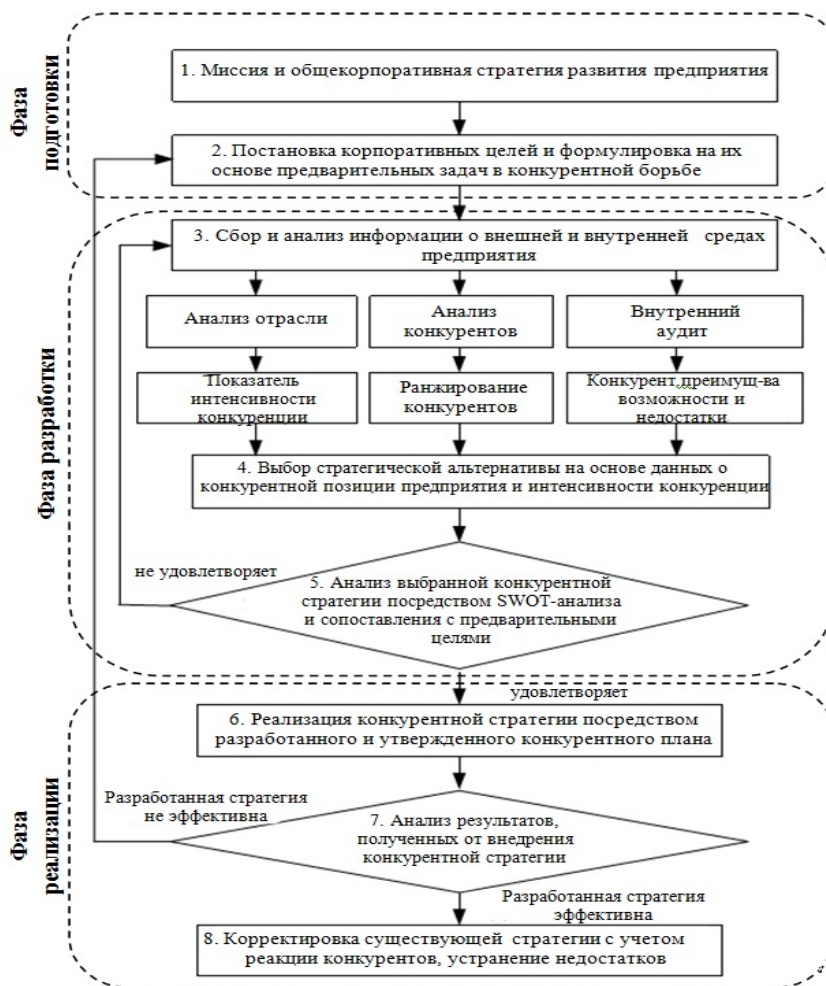 Фаза
подготовки
1. Миссия и общекорпоративная стратегия развития предприятия
2. Постановка корпоративных целей и формулировка на их
основе предварительных задач в конкурентной борьбе
Фаза разработки
3. Сбор и анализ информации о внешней и внутренней средах
предприятия
Анализ отрасли
Анализ
конкурентов
Внутренний
аудит
Показатель
интенсивности
конкуренции
Ранжирование
конкурентов
Конкурент.преимущ-ва
возможности и
недостатки
4. Выбор стратегической альтернативы на основе данных о
конкурентной позиции предприятия и интенсивности конкуренции
не удовлетворяет
5. Анализ выбранной конкурентной
стратегии посредством SWOT-анализа
и сопоставления с предварительными
целями
удовлетворяет
Фаза
реализации
6. Реализация конкурентной стратегии посредством
разработанного и утвержденного конкурентного плана
Разработанная стратегия
не эффективна
7. Анализ результатов,
полученных от внедрения
конкурентной стратегии
Разработанная стратегия
эффективна
8. Корректировка существующей стратегии с учетом
реакции конкурентов, устранение недостатков